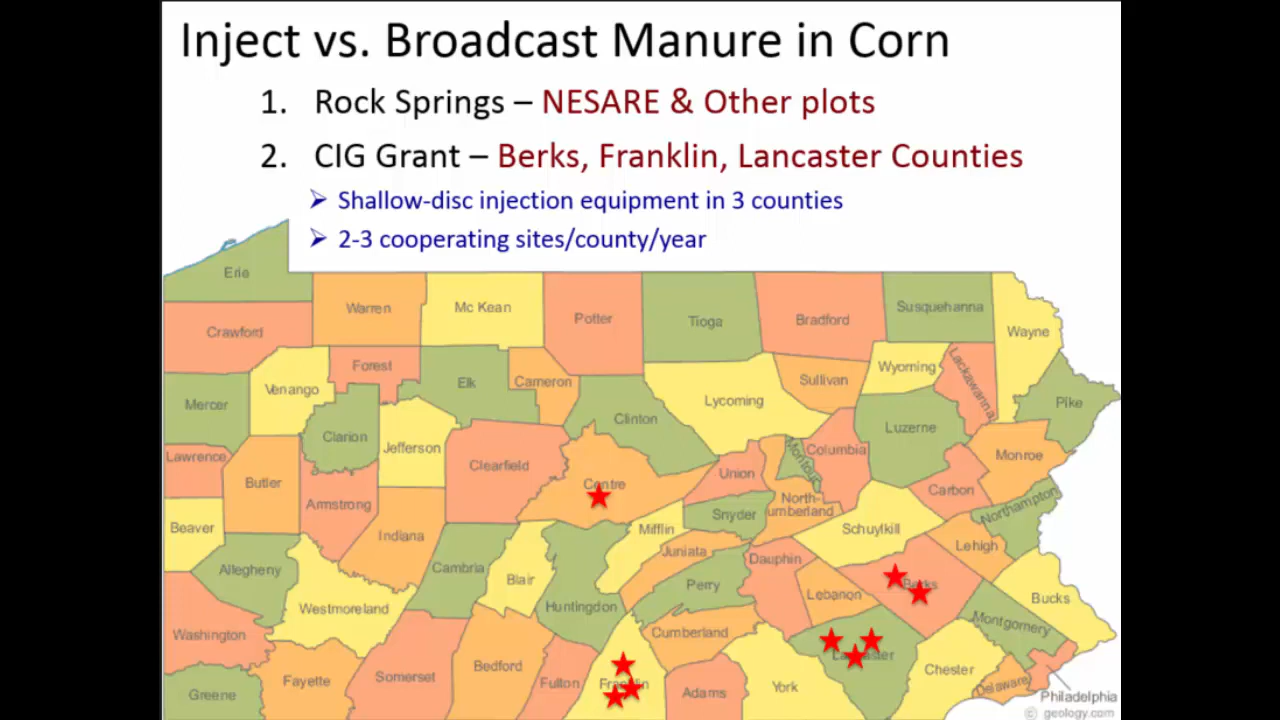 Inject vs. Broadcast Manure in Corn
1. Rock Springs – NESARE & Other plots
2. CIG Grant – Berks, Franklin, Lancaster Counties
➢ Shallow-disc injection equipment in 3 counties
➢ 2-3 cooperating sites/county/year
Erie
Crawford
Warren
Mc Kean
Potter
Tioga
Bradford
Susquehanna
Wayne
Mercer
Venango
Forest
Elk
Cameron
Clinton
Lycoming
Sullivan
Wyoming
Lackawanna
Pike
Lawrence
Butler
Clarion
Jefferson
Clearfield
Centre
Union
Montour
Columbia
Luzerne
Carbon
Monroe
Beaver
Armstrong
Indiana
Mifflin
Snyder
North-
umberland
Schuylkill
Northampton
Lehigh
Allegheny
Westmoreland
Cambria
Blair
Huntingdon
Juniata
Perry
Dauphin
Lebanon
Berks
Bucks
Montgomery
Washington
Greene
Fayette
Somerset
Bedford
Fulton
Franklin
Cumberland
Adams
York
Lancaster
Chester
Delaware
Philadelphia
© geology.com